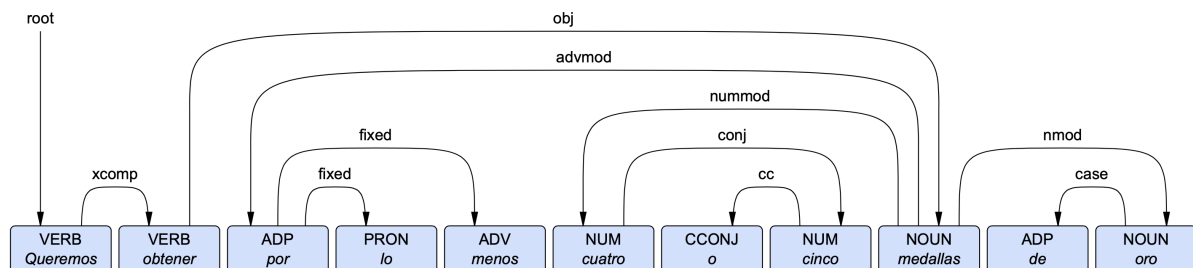 root
obj
advmod
nummod
fixed
conj
nmod
xcomp
fixed
cc
case
VERB VERB ADP PRON ADV NUM CCONJ NUM NOUN ADP NOUN
Queremos obtener por lo menos cuatro o cinco medallas de oro